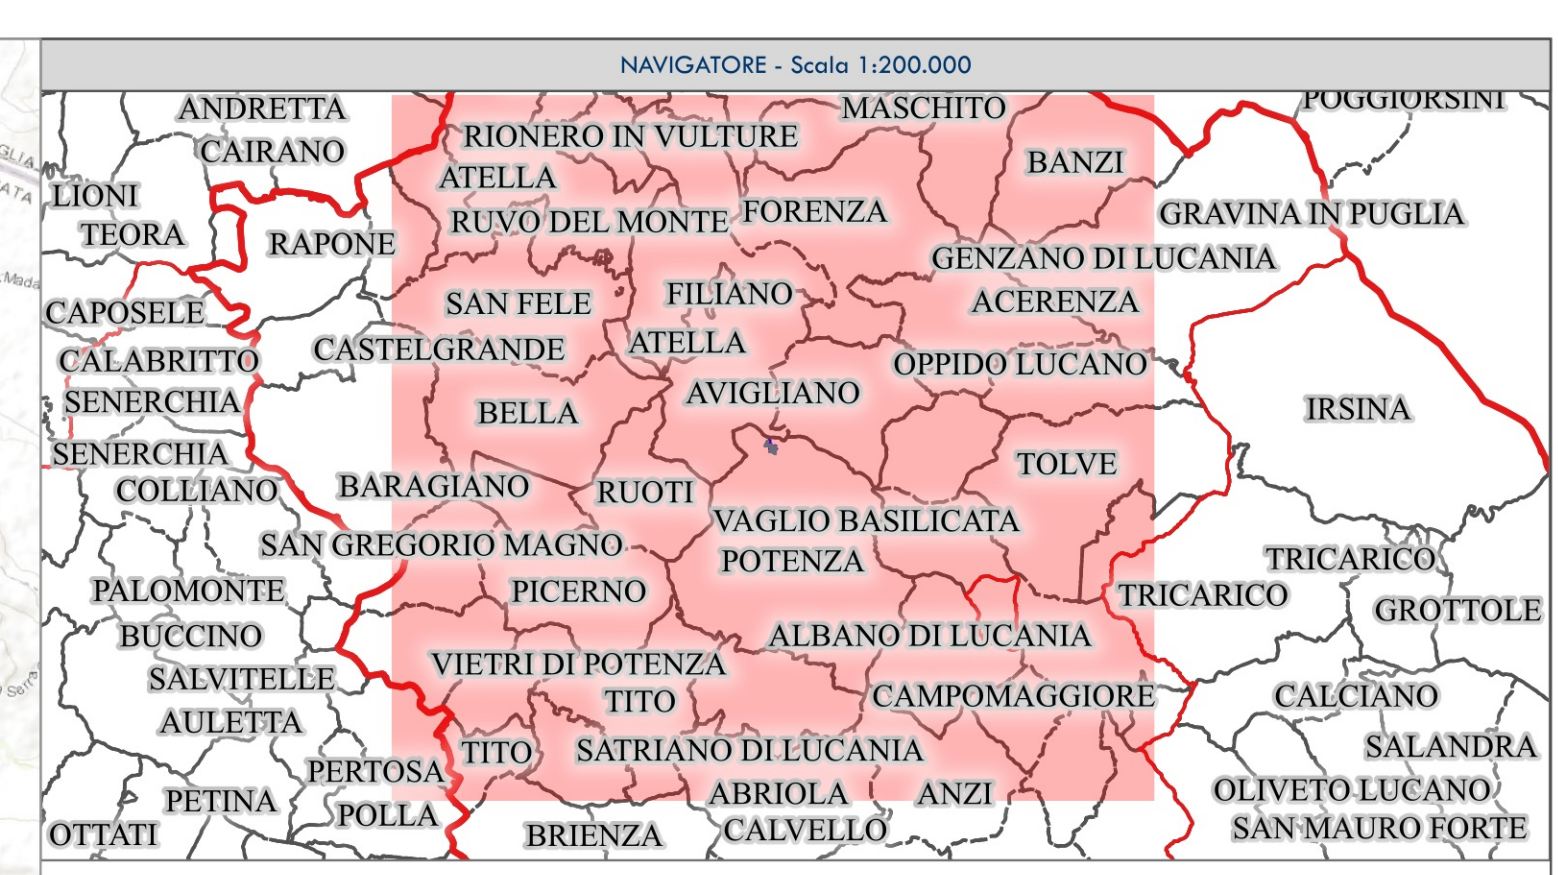 NAVIGATORE - Scala 1:200.000
ANDRETTA
MASCHITO
POGGIORSINI
RIONERO IN VULTURE
CAIRANO
BANZI
GLIA
ATELLA
LIONI
RUVO DEL MONTE
FORENZA
GRAVINA IN PUGLIA
ATA
TEORA
RAPONE
GENZANO DI LUCANIA
Mada
CAPOSELE
SAN FELE
FILIANO
ACERENZA
CALABRITTO
CASTELGRANDE
ATELLA
OPPIDO LUCANO
SENERCHIA
BELLA
AVIGLIANO
IRSINA
SENERCHIA
TOLVE
COLLIANO
BARAGIANO
RUOTI
VAGLIO BASILICATA
SAN GREGORIO MAGNO
POTENZA
TRICARICO
PALOMONTE
PICERNO
TRICARICO
GROTTOLE
BUCCINO
ALBANO DI LUCANIA
Serra
SALVITELLE
VIETRI DI POTENZA
TITO
CAMPOMAGGIORE
CALCIANO
AULETTA
TITO
SATRIANO DI LUCANIA
SALANDRA
PERTOSA
PETINA
ABRIOLA
ANZI
OLIVETO LUCANO
POLLA
OTTATI
BRIENZA
CALVELLO
SAN MAURO FORTE